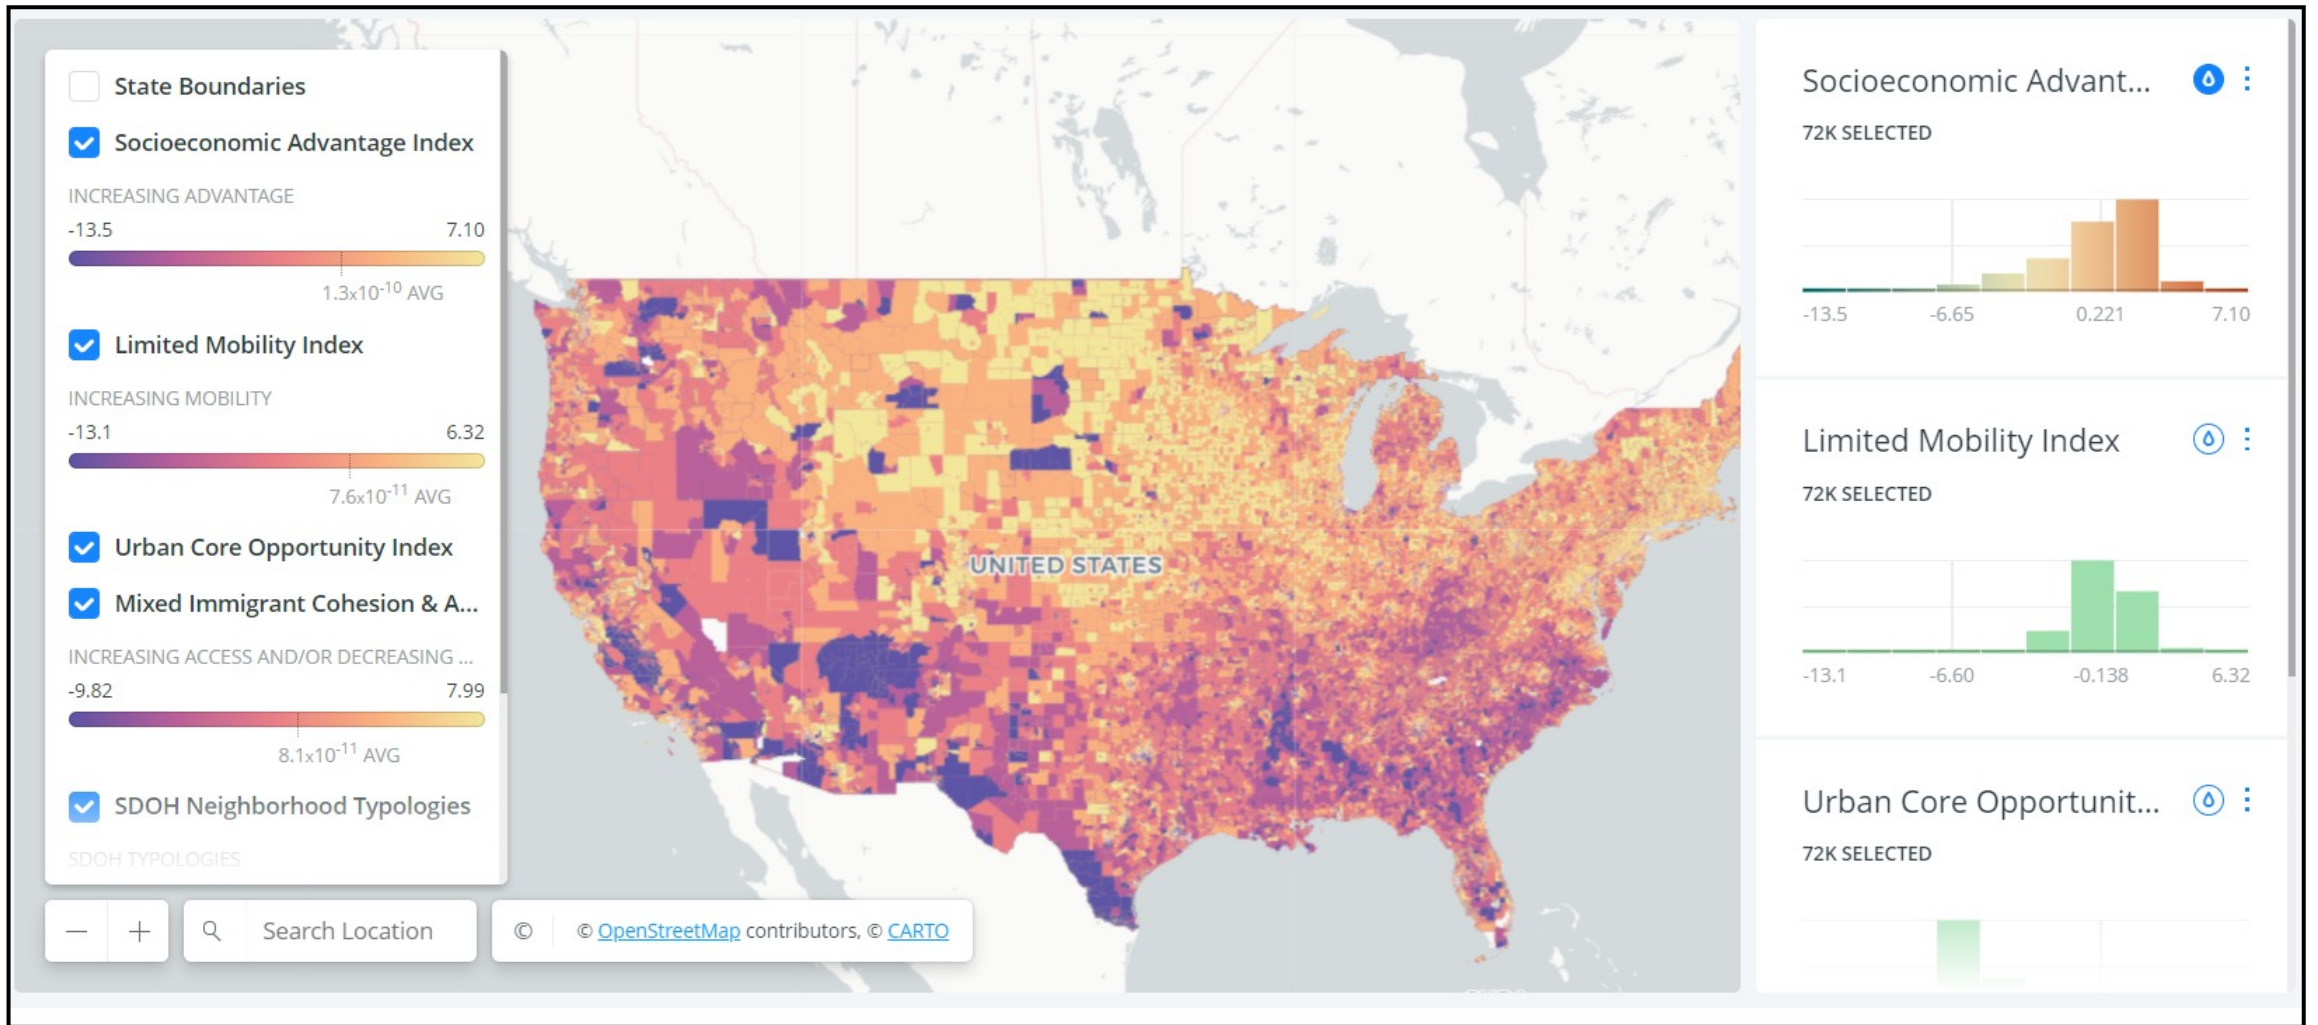 State Boundaries
Socioeconomic Advantage Index
INCREASING ADVANTAGE
-13.5 7.10
1.3x10-10 AVG
Limited Mobility Index
INCREASING MOBILITY
-13.1 6.32
7.6x10-11 AVG
Urban Core Opportunity Index
Mixed Immigrant Cohesion & A...
INCREASING ACCESS AND/OR DECREASING ...
-9.82 7.99
8.1x10-11 AVG
SDOH Neighborhood Typologies
SDOH TYPOLOGIES
Search Location
© © OpenStreetMap contributors, © CARTO
UNITED STATES
Socioeconomic Advant...
72K SELECTED
-13.5 -6.65 0.221 7.10
Limited Mobility Index
72K SELECTED
-13.1 -6.60 -0.138 6.32
Urban Core Opportunit...
72K SELECTED